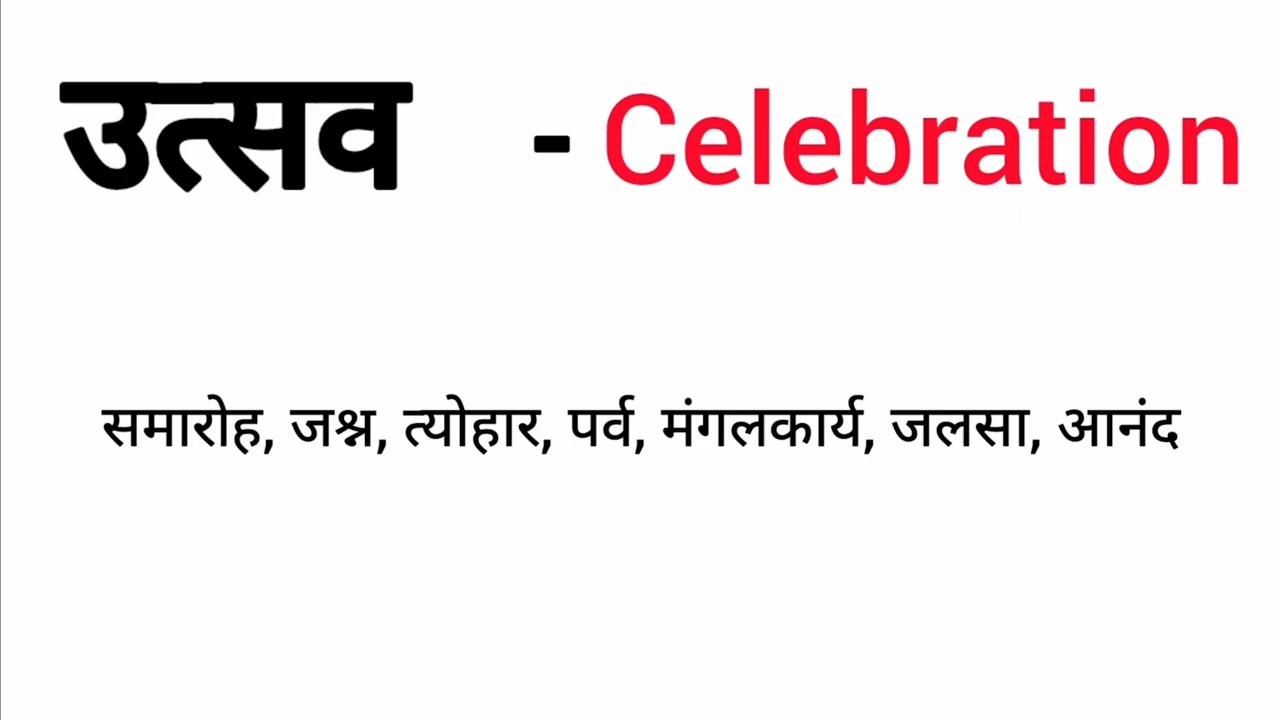 उत्सव - Celebration
समारोह, जश्न, त्योहार, पर्व, मंगलकार्य, जलसा, आनंद